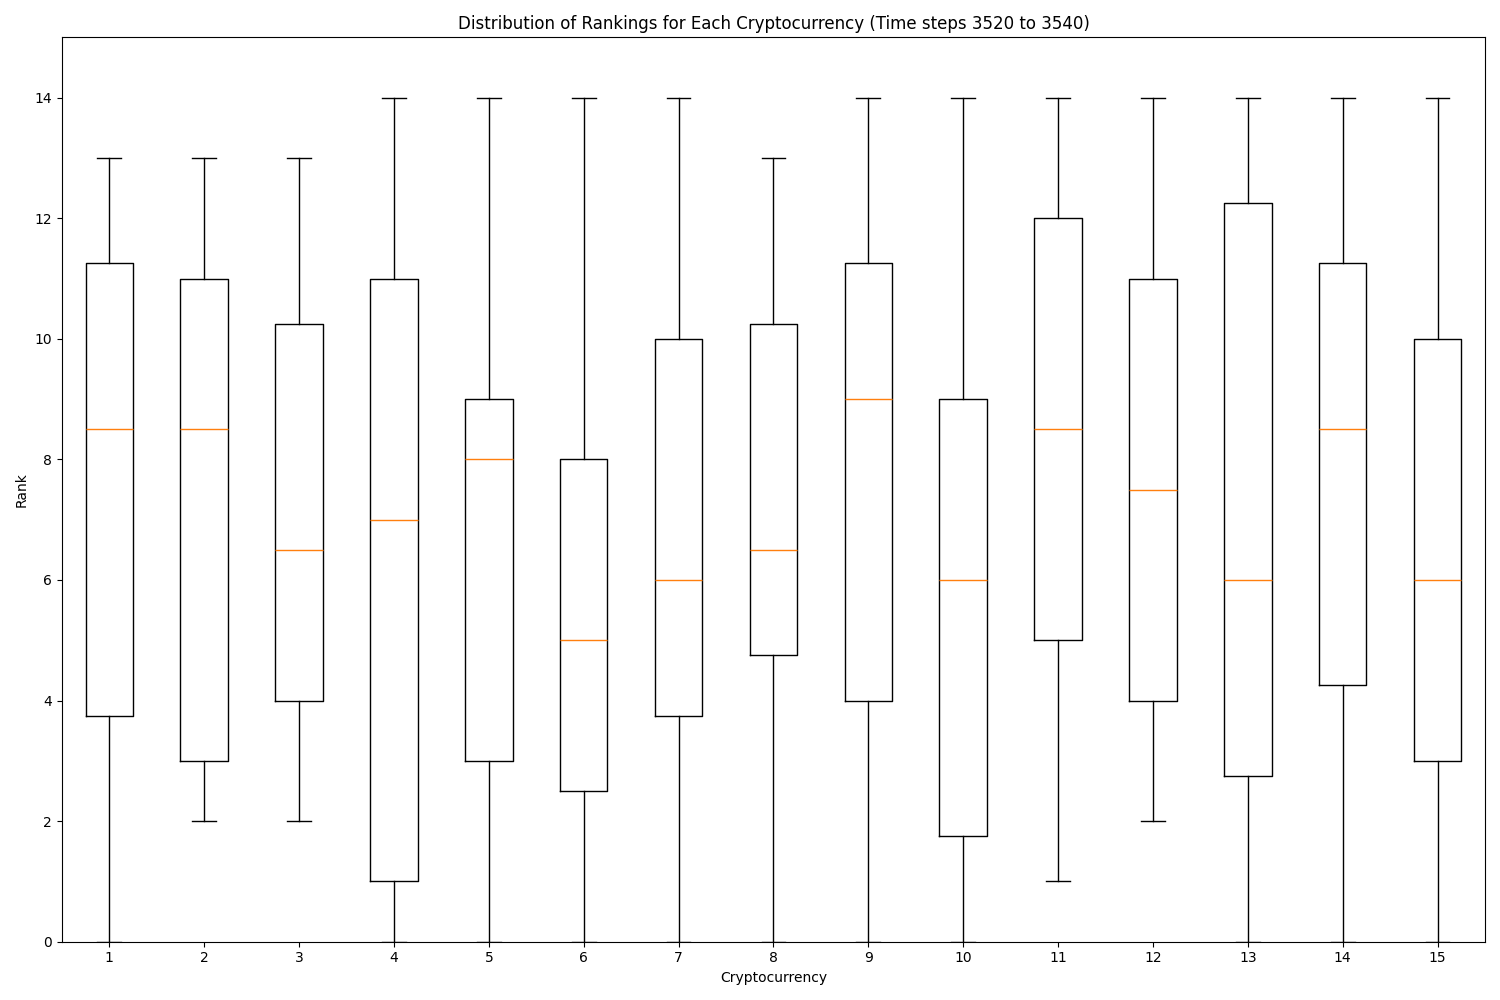 Distribution of Rankings for Each Cryptocurrency (Time steps 3520 to 3540)
14
12
10
8
6
4
2
0
Rank
1 2 3 4 5 6 7 8 9 10 11 12 13 14 15
Cryptocurrency